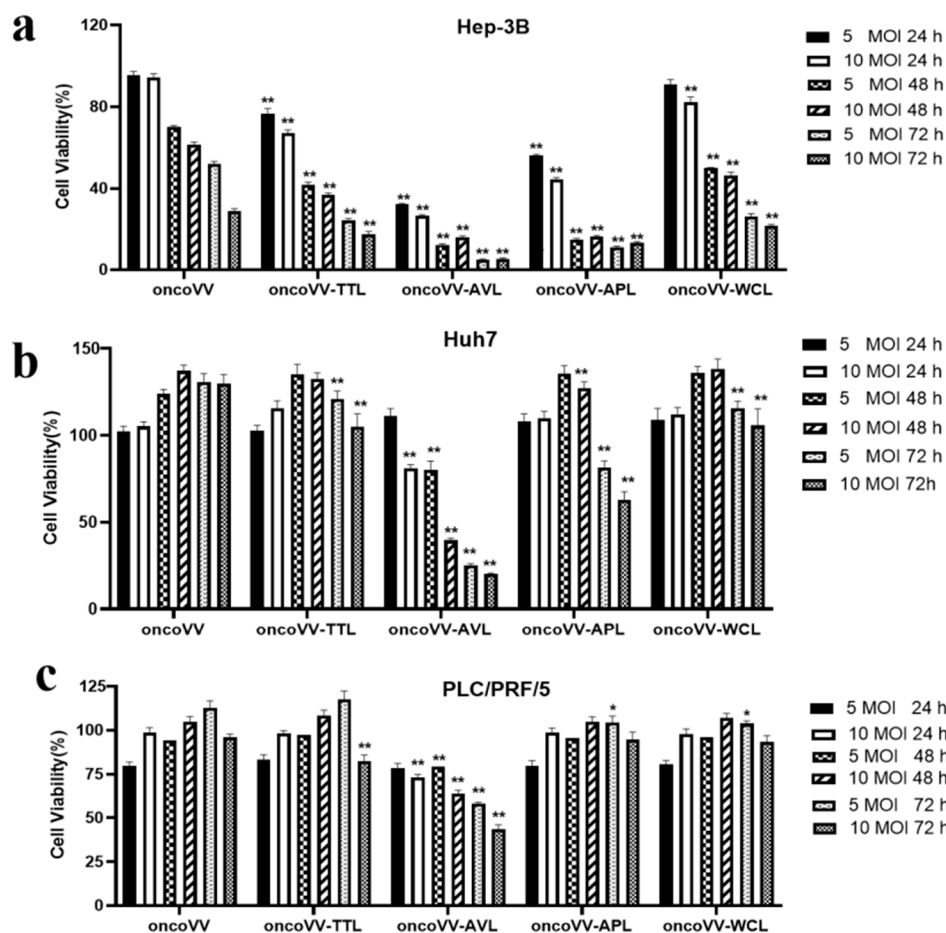 a
Hep-3B
Cell Viability(%)
120
80
40
0
** ** ** ** ** **
** ** ** ** ** **
** ** ** ** ** **
** ** ** ** **
oncoVV oncoVV-TTL oncoVV-AVL oncoVV-APL oncoVV-WCL
5 MOI 24 h
10 MOI 24 h
5 MOI 48 h
10 MOI 48 h
5 MOI 72 h
10 MOI 72 h
b
Huh7
Cell Viability(%)
150
100
50
0
** **
** ** ** ** **
** ** **
** **
oncoVV oncoVV-TTL oncoVV-AVL oncoVV-APL oncoVV-WCL
5 MOI 24 h
10 MOI 24 h
5 MOI 48 h
10 MOI 48 h
5 MOI 72 h
10 MOI 72h
c
PLC/PRF/5
Cell Viability(%)
125
100
75
50
25
0
**
** ** ** ** **
*
*
oncoVV oncoVV-TTL oncoVV-AVL oncoVV-APL oncoVV-WCL
5 MOI 24 h
10 MOI 24 h
5 MOI 48 h
10 MOI 48 h
5 MOI 72 h
10 MOI 72 h